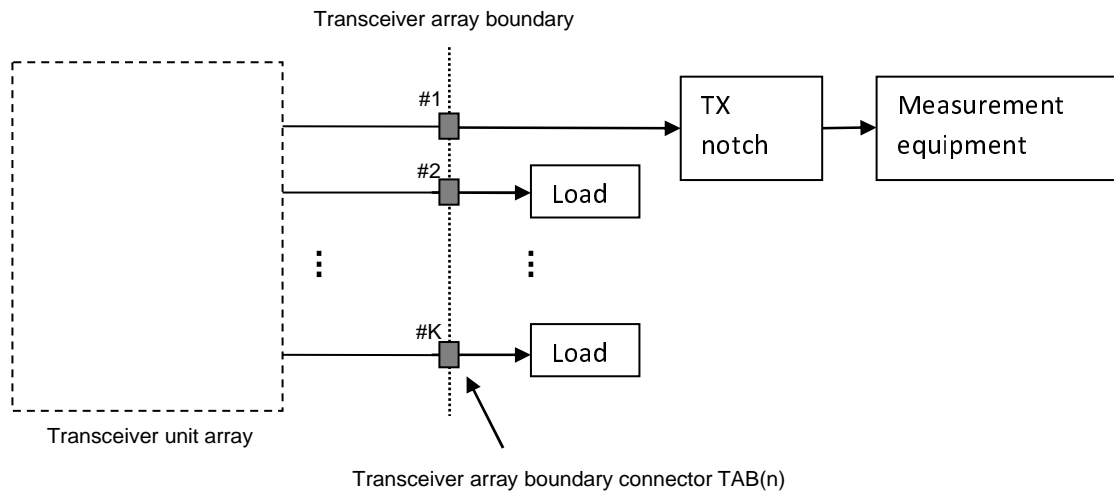 Transceiver array boundary
#1
TX
notch
Measurement
equipment
#2
Load
#K
Load
Transceiver unit array
Transceiver array boundary connector TAB(n)